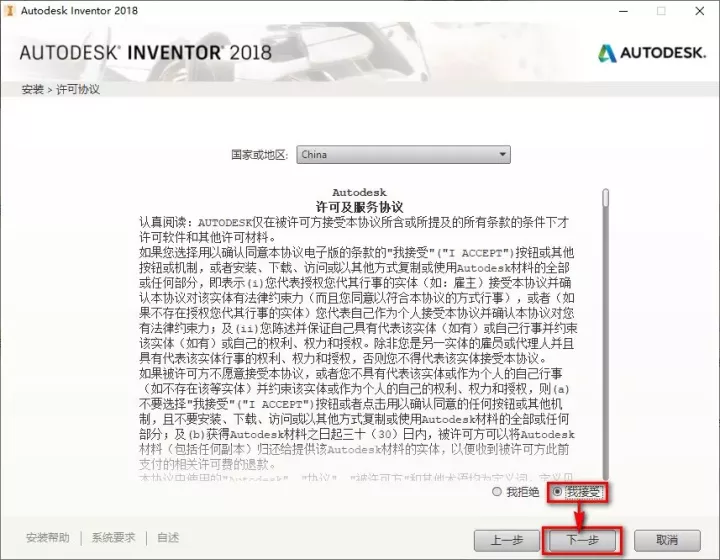 Autodesk Inventor 2018
AUTODESK® INVENTOR® 2018
AUTODESK.
安装 > 许可协议
国家或地区: China
Autodesk
许可及服务协议
认真阅读: AUTODESK仅在被许可方接受本协议所含或所提及的所有条款的条件下才
许可软件和其他许可材料。
如果您选择用以确认同意本协议电子版的条款的"我接受"("I ACCEPT")按钮或其他
按钮或机制，或者安装、下载、访问或以其他方式复制或使用Autodesk材料的全部
或任何部分，即表示(i)您代表授权您代其行事的实体（如：雇主）接受本协议并确
认本协议对该实体有法律约束力（而且您同意以符合本协议的方式行事），或者（如
果不存在授权您代其行事的实体）您代表自己作为个人接受本协议并确认本协议对您
有法律约束力；及(ii)您陈述并保证自己具有代表该实体（如有）或自己行事并约束
该实体（如有）或自己的权利、权力和授权。除非您是另一实体的雇员或代理人并且
具有代表该实体行事的权利、权力和授权，否则您不得代表该实体接受本协议。
如果被许可方不愿意接受本协议，或者您不具有代表该实体或作为个人的自己行事
（如不存在该等实体）并约束该实体或作为个人的自己的权利、权力和授权，则(a)
不要选择"我接受"("I ACCEPT")按钮或者点击用以确认同意的任何按钮或其他机
制，且不要安装、下载、访问或以其他方式复制或使用Autodesk材料的全部或任何
部分；及(b)获得Autodesk材料之日起三十（30）日内，被许可方可以将Autodesk
材料（包括任何副本）归还给提供该Autodesk材料的实体，以便收到被许可方此前
支付的相关许可费的退款。
本协议中使用的"Autodesk"、"协议"、"被许可方"和其他术语均为定义词，定义见
我拒绝 我接受
安装帮助 系统要求 自述 上一步 下一步 取消